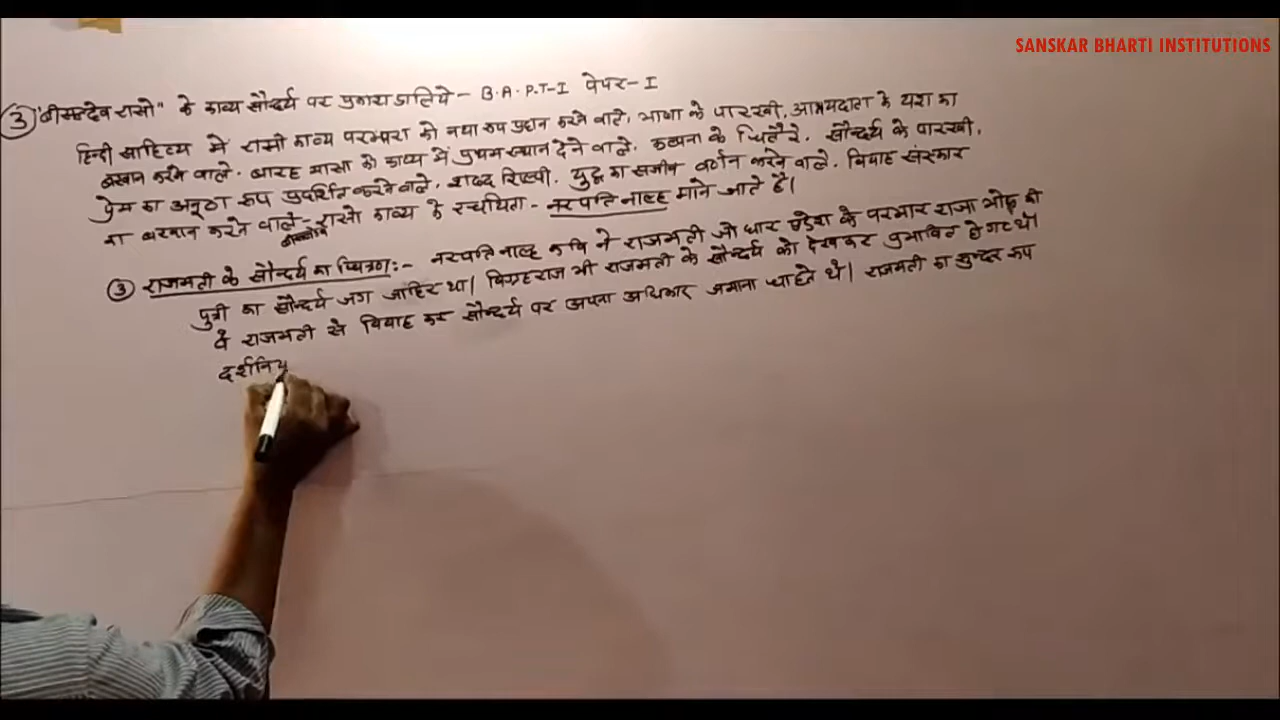 SANSKAR BHARTI INSTITUTIONS
3 "बीसलदेव रासो" के काव्य सौन्दर्य पर प्रकाश डालिये - B.A.P.T-I पेपर-I
हिन्दी साहित्य में रासो काव्य परम्परा को नया रूप प्रदान करने वाले, भाषा के पारखी, आश्रयदाता के यश का
बखान करने वाले, बारह मासा को काव्य में प्रथम स्थान देने वाले, कल्पना के चितेरे, सौन्दर्य के पारखी,
प्रेम का अनूठा रूप प्रदर्शित करने वाले, शब्द शिल्पी, युद्ध का सजीव वर्णन करने वाले, विवाह संस्कार
का बखान करने वाले- रासो काव्य के रचयिता - नरपति नाल्ह माने जाते है।
③ राजमती के सौन्दर्य का चित्रण:- नरपति नाल्ह कवि ने राजमती जो धार प्रदेश के परमार राजा भोज की
पुत्री का सौन्दर्य जग जाहिर था। विग्रहराज भी राजमती के सौन्दर्य को देखकर प्रभावित हो गए थे।
वे राजमती से विवाह कर सौन्दर्य पर अपना अधिकार जमाना चाहते थे। राजमती का सुन्दर रूप
दर्शनिय